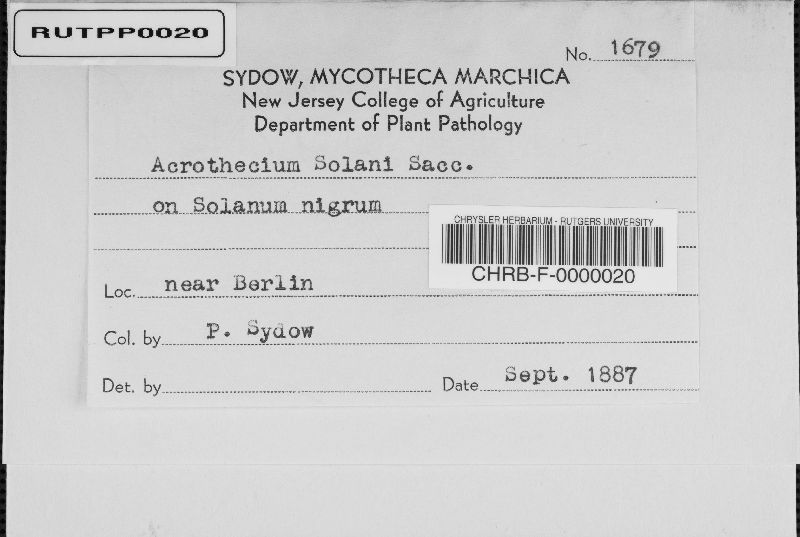 RUTPP0020
No. 1679
SYDOW, MYCOTHECA MARCHICA
New Jersey College of Agriculture
Department of Plant Pathology
Acrothecium Solani Sacc.
on Solanum nigrum
CHRYSLER HERBARIUM - RUTGERS UNIVERSITY
CHRB-F-0000020
Loc. near Berlin
Col. by P. Sydow
Det. by
Date Sept. 1887